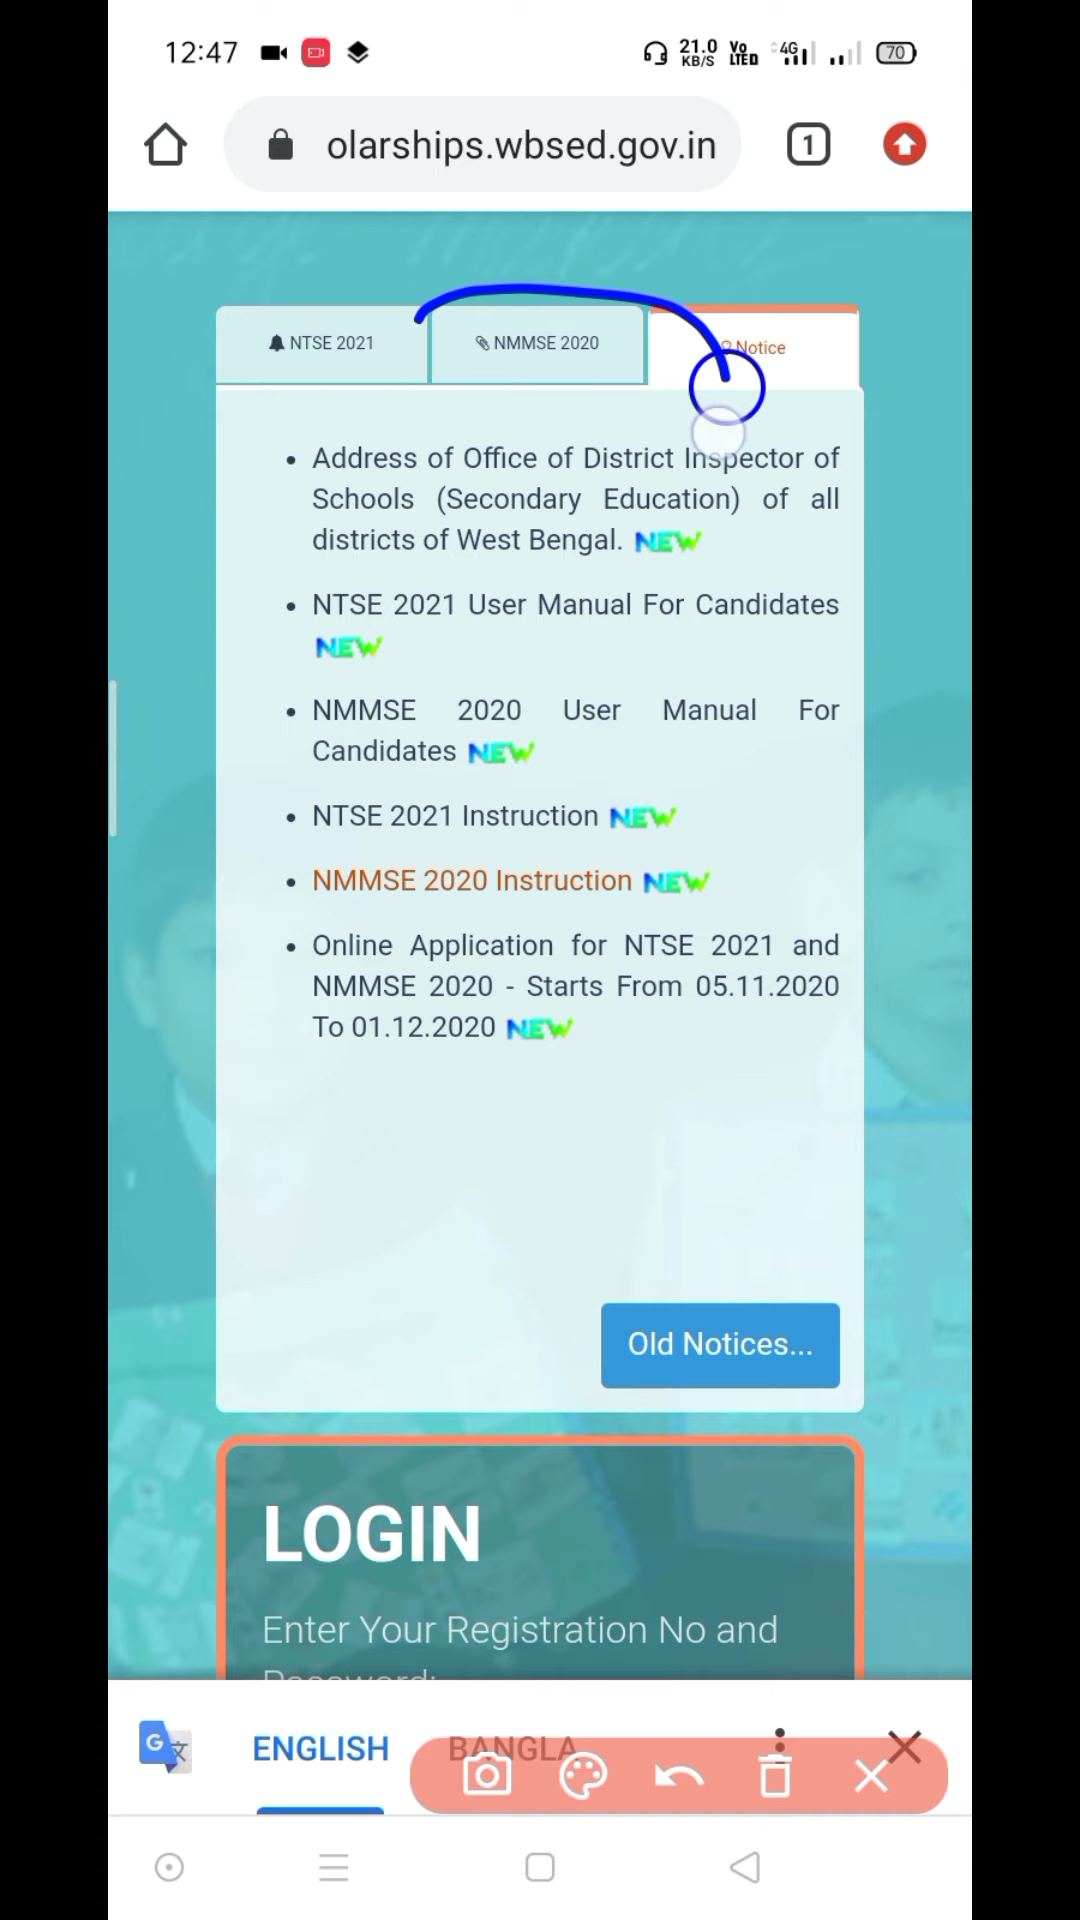 12:47
21.0 KB/S Vo LTE 4G 70
olarships.wbsed.gov.in
1
NTSE 2021
NMMSE 2020
Notice
Address of Office of District Inspector of
Schools (Secondary Education) of all
districts of West Bengal. NEW
NTSE 2021 User Manual For Candidates
NEW
NMMSE 2020 User Manual For
Candidates NEW
NTSE 2021 Instruction NEW
NMMSE 2020 Instruction NEW
Online Application for NTSE 2021 and
NMMSE 2020 - Starts From 05.11.2020
To 01.12.2020 NEW
Old Notices...
LOGIN
Enter Your Registration No and
Password:
ENGLISH
BANGLA